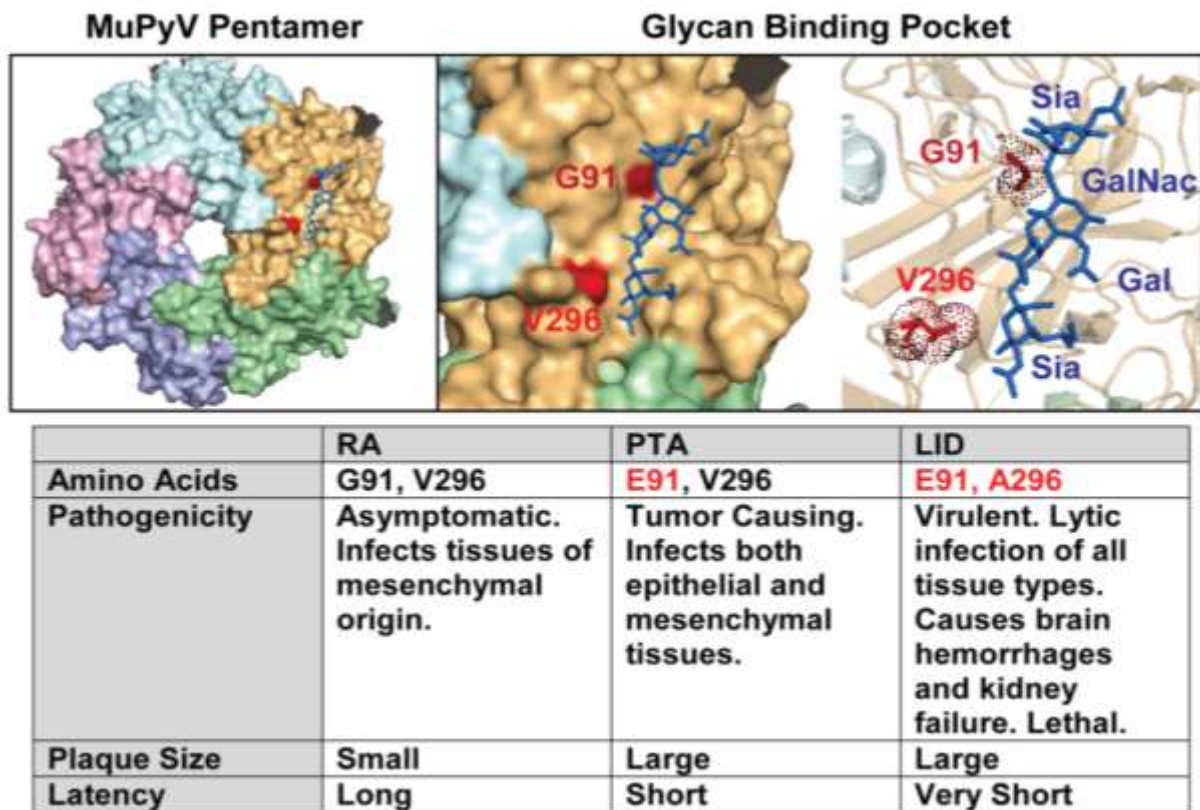 MuPyV Pentamer
Glycan Binding Pocket
G91
V296
G91
V296
Sia
GalNac
Gal
Sia
RA PTA LID
Amino Acids G91, V296 E91, V296 E91, A296
Pathogenicity Asymptomatic. Tumor Causing. Virulent. Lytic
Infects tissues of Infects both infection of all
mesenchymal epithelial and tissue types.
origin. mesenchymal Causes brain
tissues. hemorrhages
and kidney
failure. Lethal.
Plaque Size Small Large Large
Latency Long Short Very Short